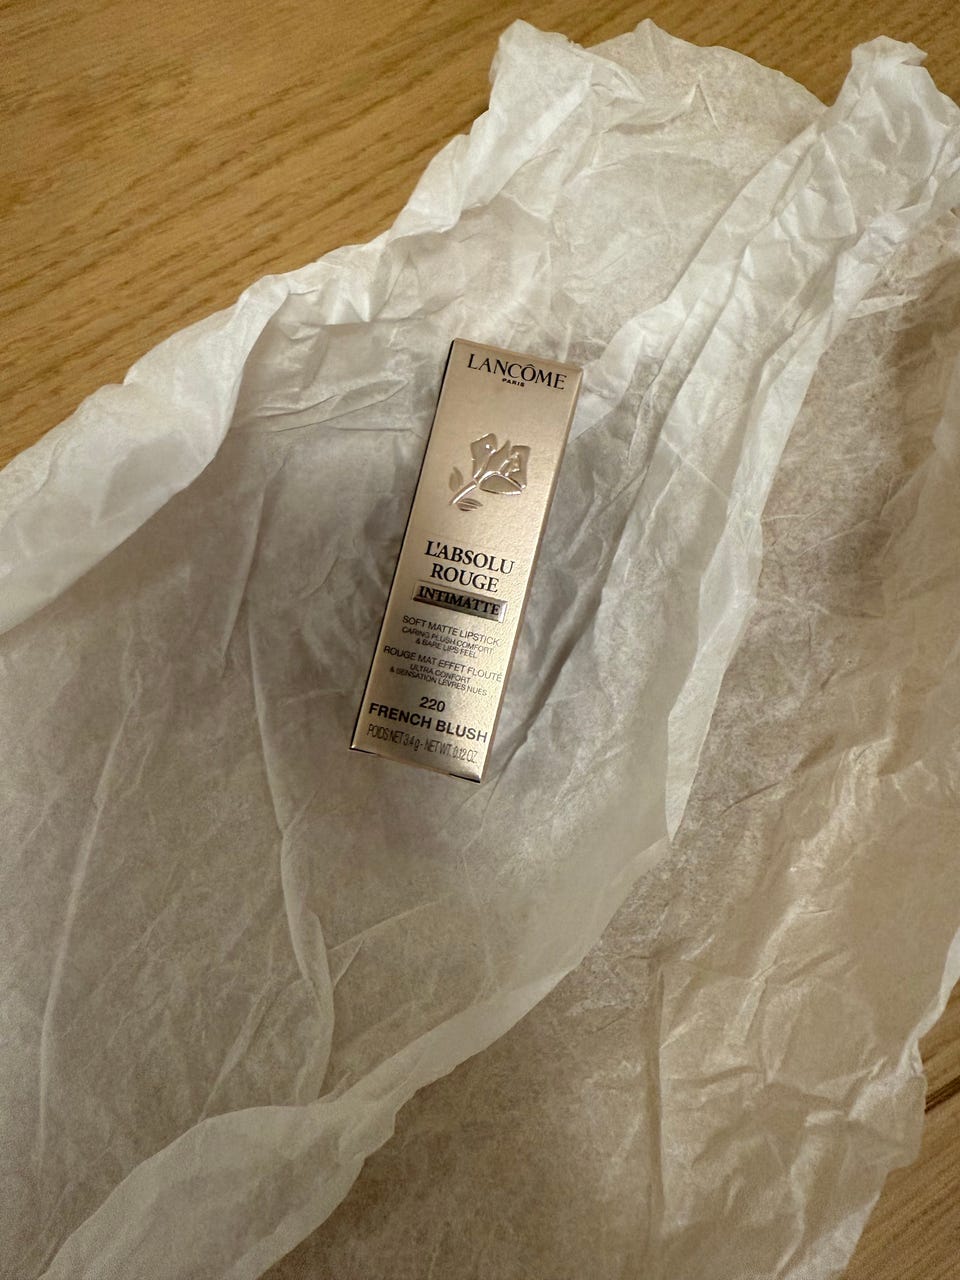 LANCÔME
PARIS
L'ABSOLU
ROUGE
INTIMATTE
SOFT MATTE LIPSTICK
CARING PLUSH COMFORT
& BARE LIPS FEEL
ROUGE MAT EFFET FLOUTÉ
ULTRA CONFORT
& SENSATION LÈVRES NUES
220
FRENCH BLUSH
POIDS NET 3.4 g - NET WT. 0.12 OZ.